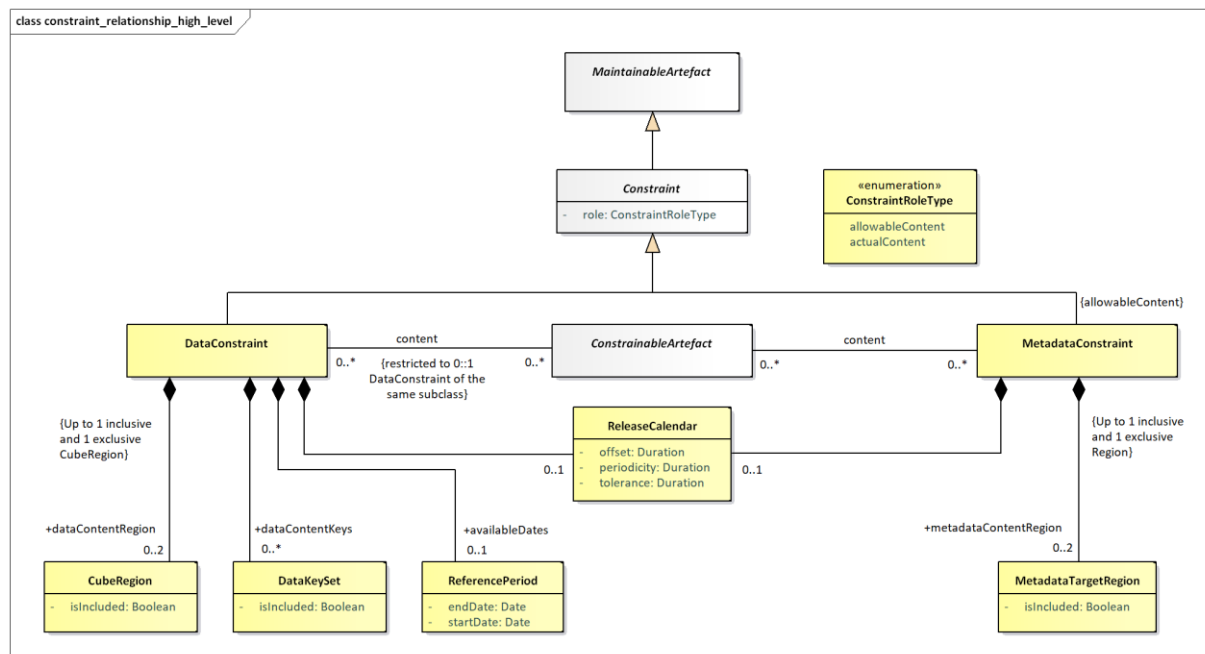 class constraint_relationship_high_level
MaintainableArtefact
Constraint
- role: ConstraintRoleType
«enumeration»
ConstraintRoleType
allowableContent
actualContent
{allowableContent}
DataConstraint
content
0..*
0..*
{restricted to 0::1
DataConstraint of the
same subclass}
ConstrainableArtefact
content
0..*
0..*
MetadataConstraint
{Up to 1 inclusive
and 1 exclusive
CubeRegion}
ReleaseCalendar
- offset: Duration
- periodicity: Duration
- tolerance: Duration
0..1
0..1
{Up to 1 inclusive
and 1 exclusive
Region}
+dataContentRegion
0..2
+dataContentKeys
0..*
+availableDates
0..1
+metadataContentRegion
0..2
CubeRegion
- isIncluded: Boolean
DataKeySet
- isIncluded: Boolean
ReferencePeriod
- endDate: Date
- startDate: Date
MetadataTargetRegion
- isIncluded: Boolean